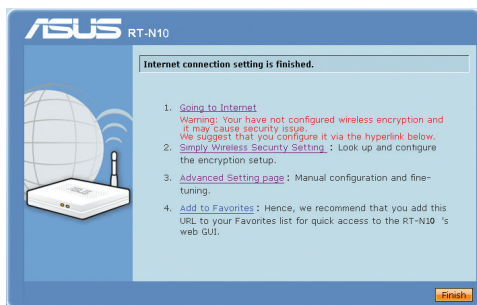 ASUS RT-N10
Internet connection setting is finished.
1. Going to Internet
Warning: Your have not configured wireless encryption and
it may cause security issue.
We suggest that you configure it via the hyperlink below.
2. Simply Wireless Security Setting : Look up and configure
the encryption setup.
3. Advanced Setting page : Manual configuration and fine-
tuning.
4. Add to Favorites : Hence, we recommend that you add this
URL to your Favorites list for quick access to the RT-N10 's
web GUI.
Finish